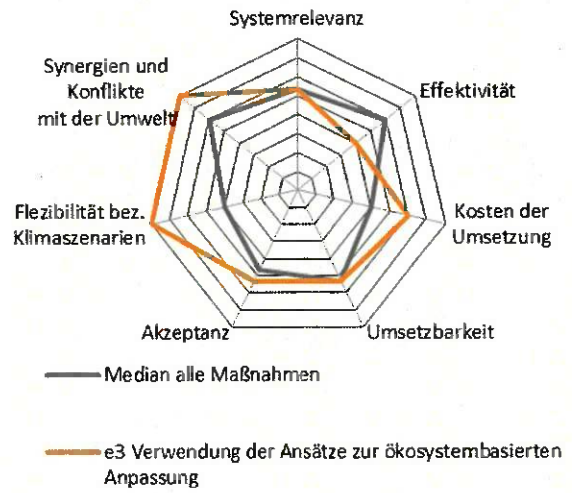 Systemrelevanz
Synergien und
Konflikte
mit der Umwelt
Effektivität
Flezibilität bez.
Klimaszenarien
Kosten der
Umsetzung
Akzeptanz
Umsetzbarkeit
Median alle Maßnahmen
e3 Verwendung der Ansätze zur ökosystembasierten
Anpassung